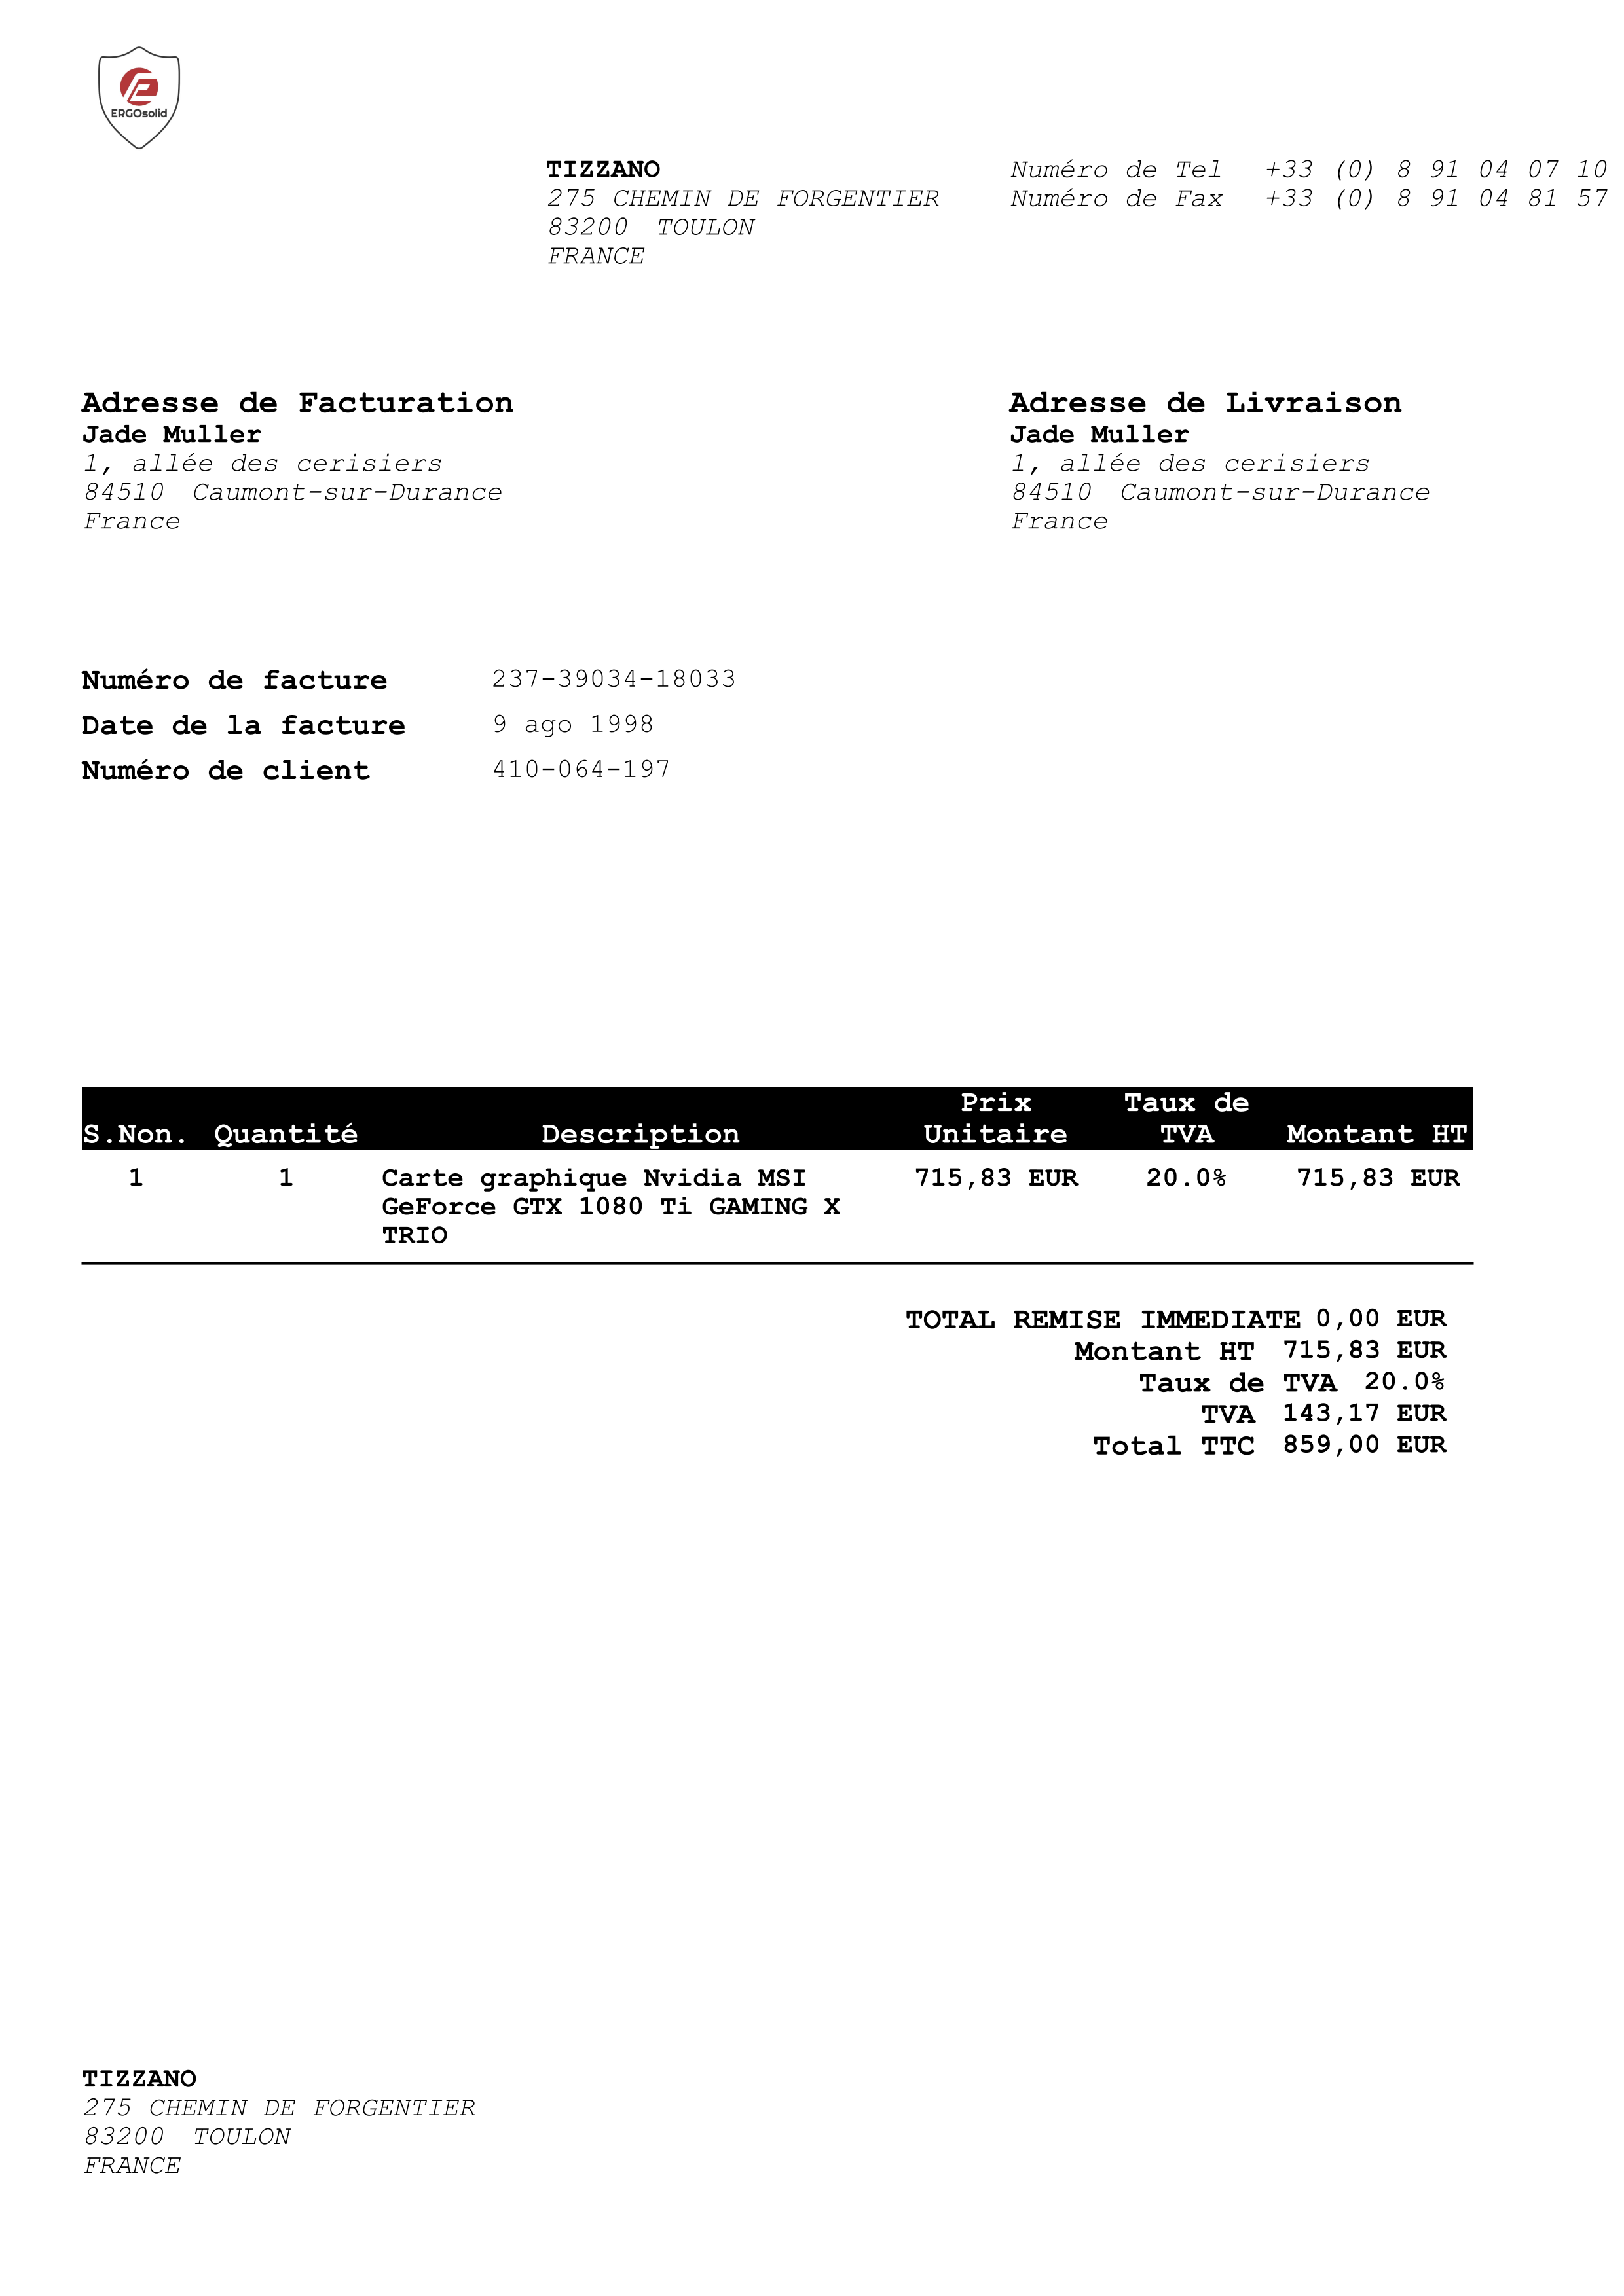 ERGOsolid
TIZZANO
275 CHEMIN DE FORGENTIER
83200 TOULON
FRANCE
Numéro de Tel +33 (0) 8 91 04 07 10
Numéro de Fax +33 (0) 8 91 04 81 57
Adresse de Facturation
Jade Muller
1, allée des cerisiers
84510 Caumont-sur-Durance
France
Adresse de Livraison
Jade Muller
1, allée des cerisiers
84510 Caumont-sur-Durance
France
Numéro de facture 237-39034-18033
Date de la facture 9 ago 1998
Numéro de client 410-064-197
Prix Taux de
S.Non. Quantité Description Unitaire TVA Montant HT
1 1 Carte graphique Nvidia MSI 715,83 EUR 20.0% 715,83 EUR
GeForce GTX 1080 Ti GAMING X
TRIO
TOTAL REMISE IMMEDIATE 0,00 EUR
Montant HT 715,83 EUR
Taux de TVA 20.0%
TVA 143,17 EUR
Total TTC 859,00 EUR
TIZZANO
275 CHEMIN DE FORGENTIER
83200 TOULON
FRANCE